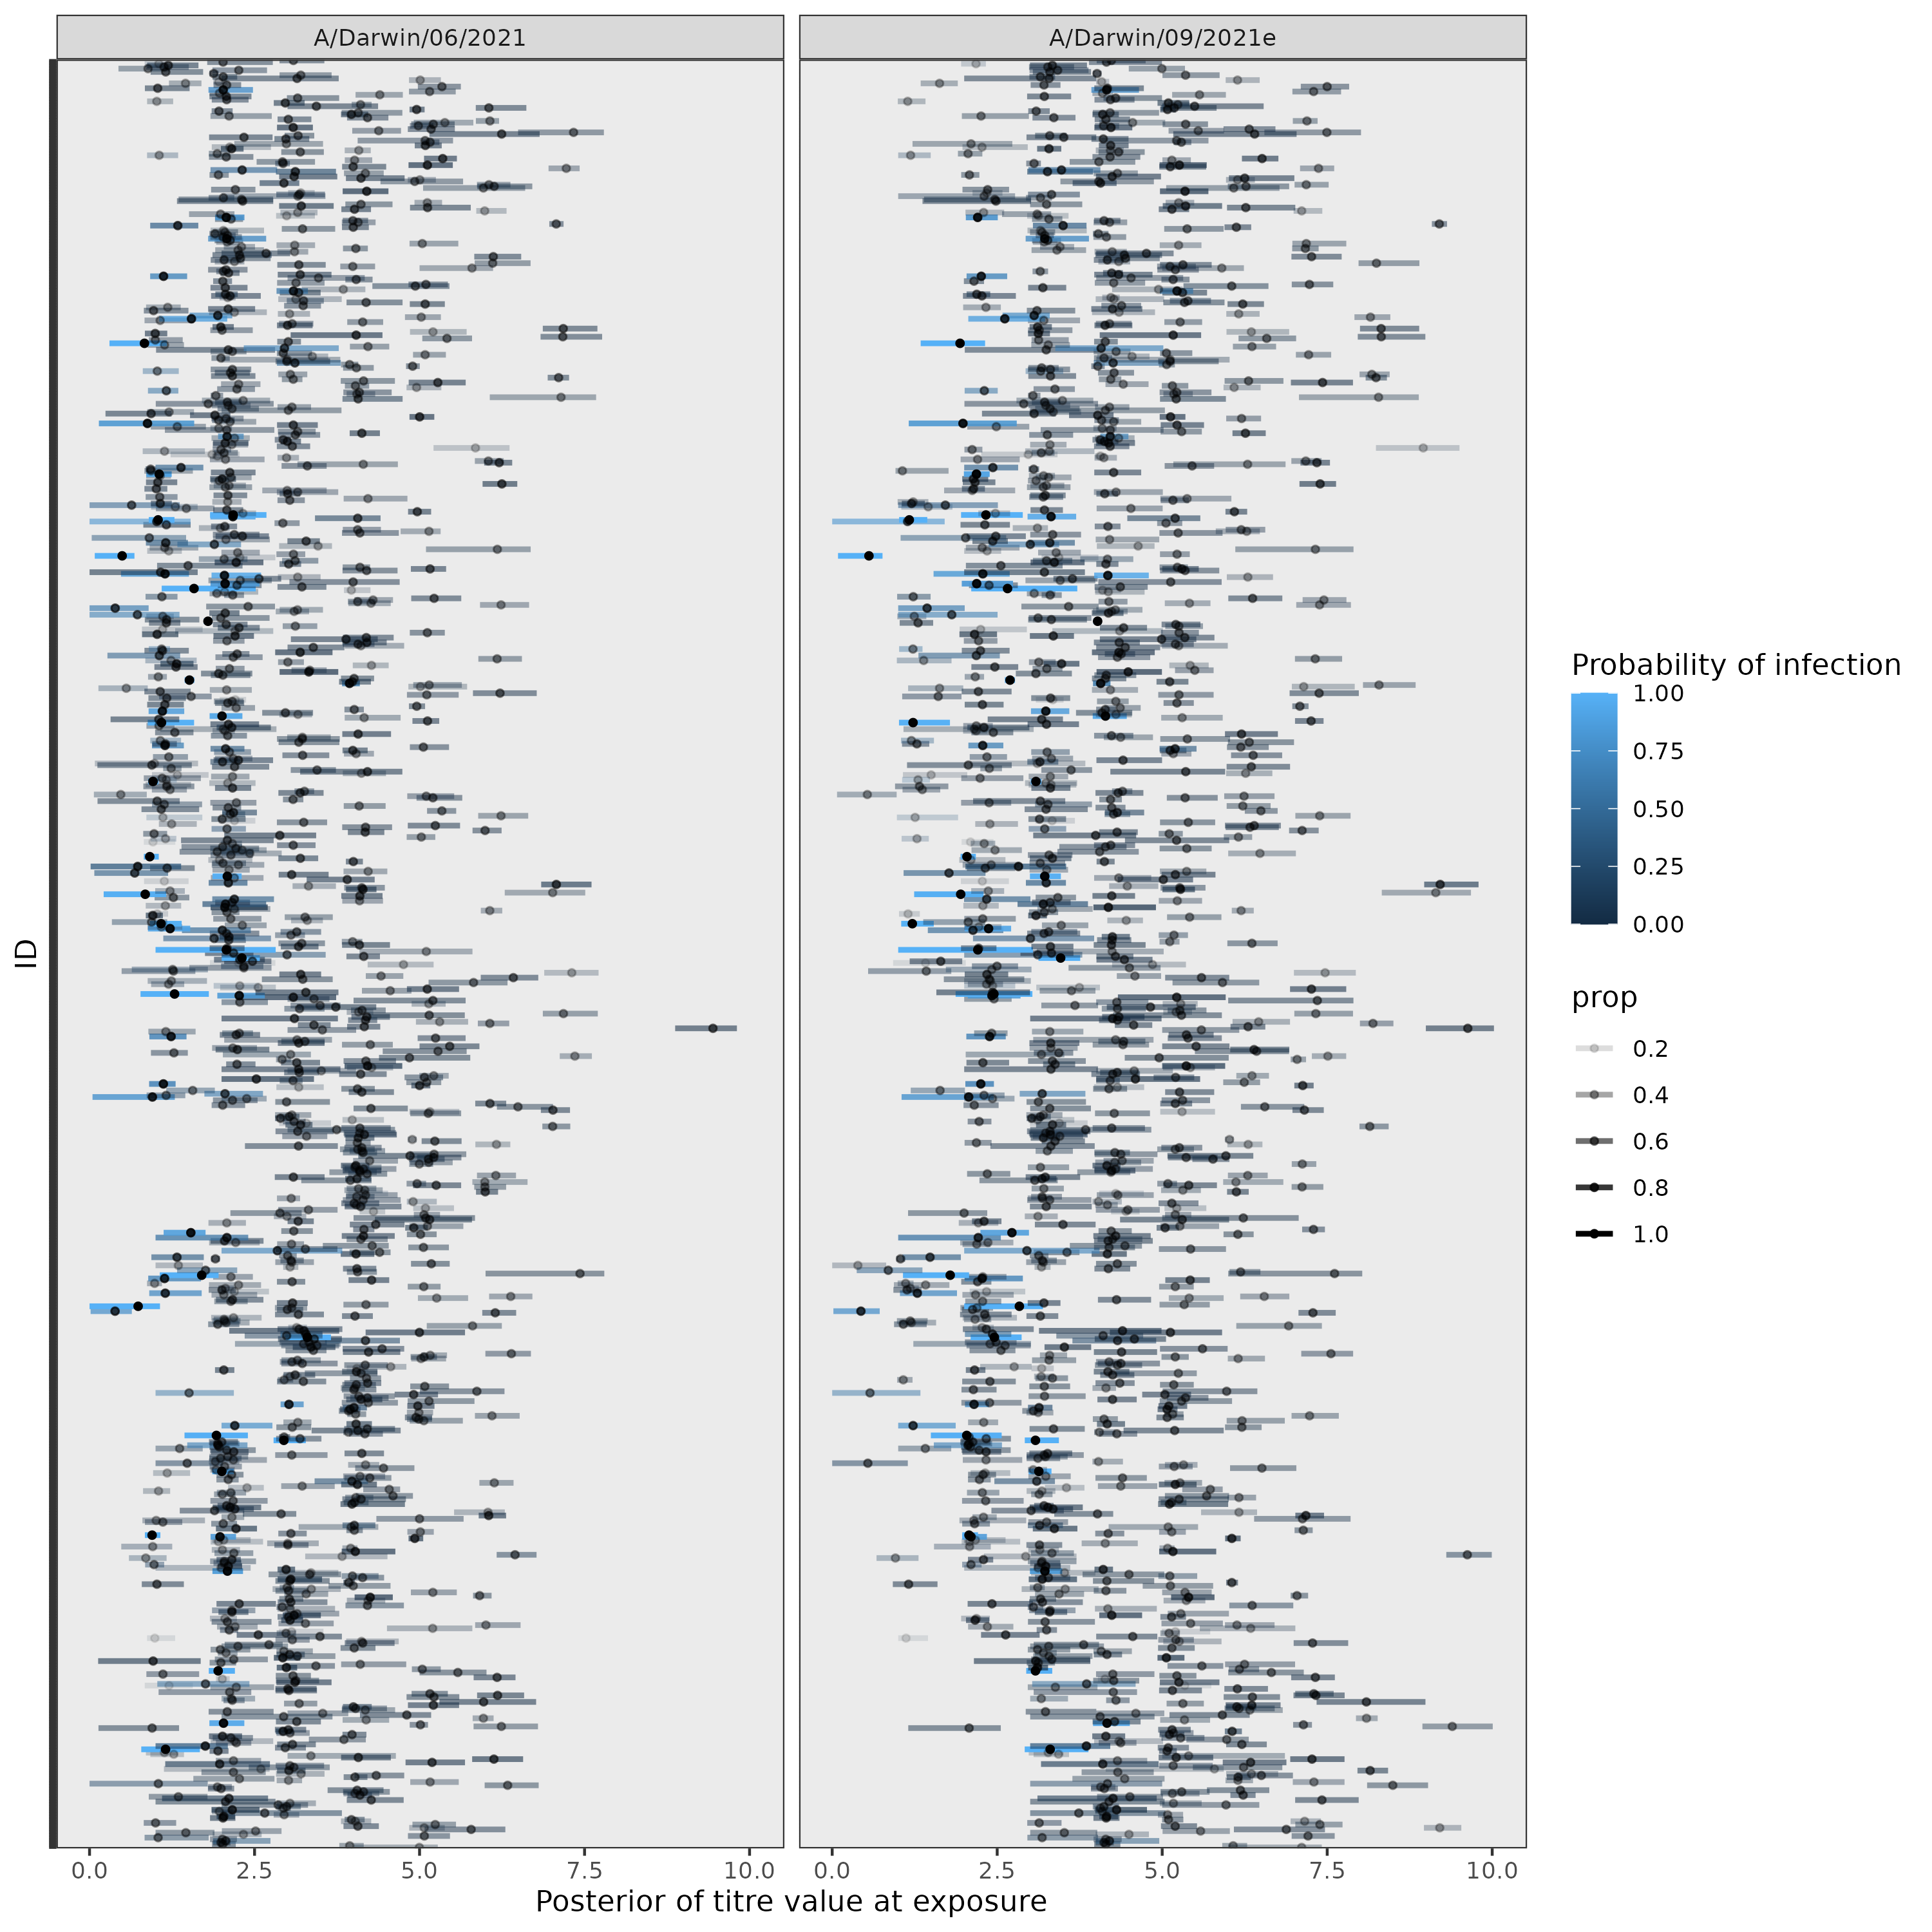 A/Darwin/06/2021
A/Darwin/09/2021e
ID
0.0 2.5 5.0 7.5 10.0
0.0 2.5 5.0 7.5 10.0
Posterior of titre value at exposure
Probability of infection
1.00
0.75
0.50
0.25
0.00
prop
0.2
0.4
0.6
0.8
1.0